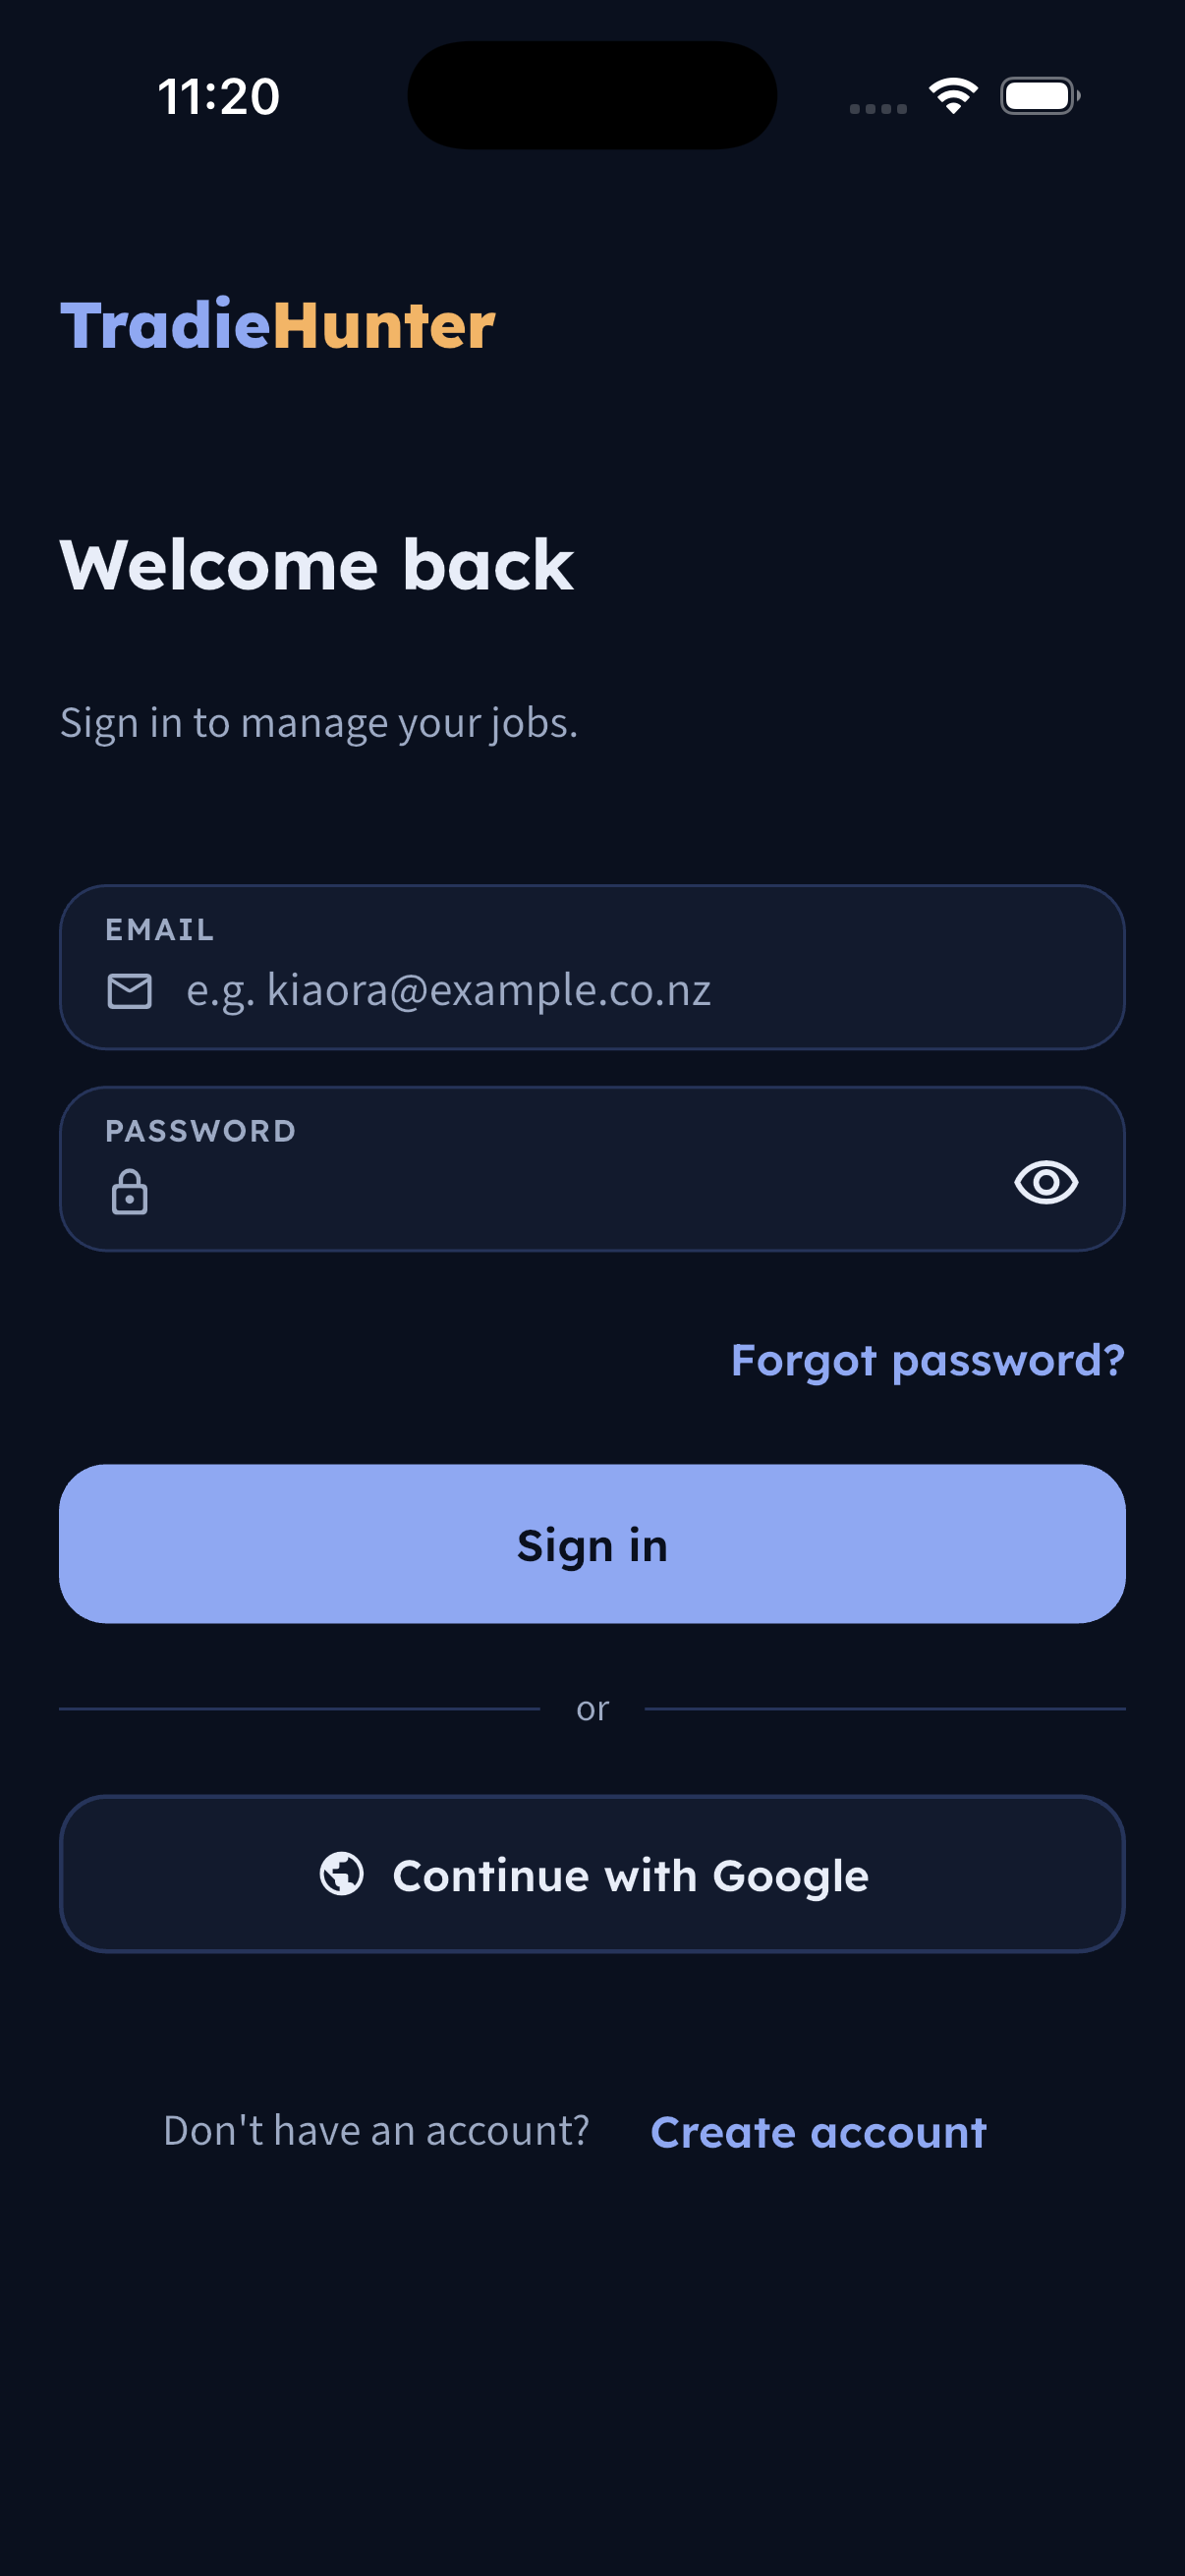 11:20
TradieHunter
Welcome back
Sign in to manage your jobs.
EMAIL
e.g. kiaora@example.co.nz
PASSWORD
Forgot password?
Sign in
or
Continue with Google
Don't have an account? Create account